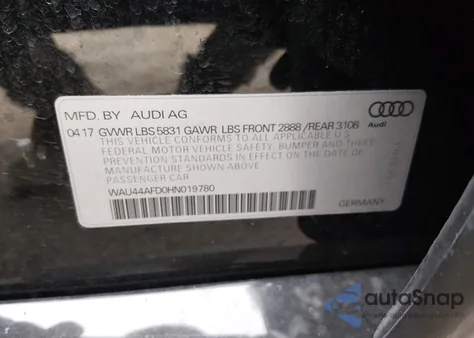 MFD. BY AUDI AG
04 17 GVWR LBS 5831 GAWR LBS FRONT 2888 / REAR 3108
THIS VEHICLE CONFORMS TO ALL APPLICABLE U.S.
FEDERAL MOTOR VEHICLE SAFETY, BUMPER AND THEFT
PREVENTION STANDARDS IN EFFECT ON THE DATE OF
MANUFACTURE SHOWN ABOVE.
PASSENGER CAR
WAU44AFD0HN019780
Audi
GERMANY
autoSnap